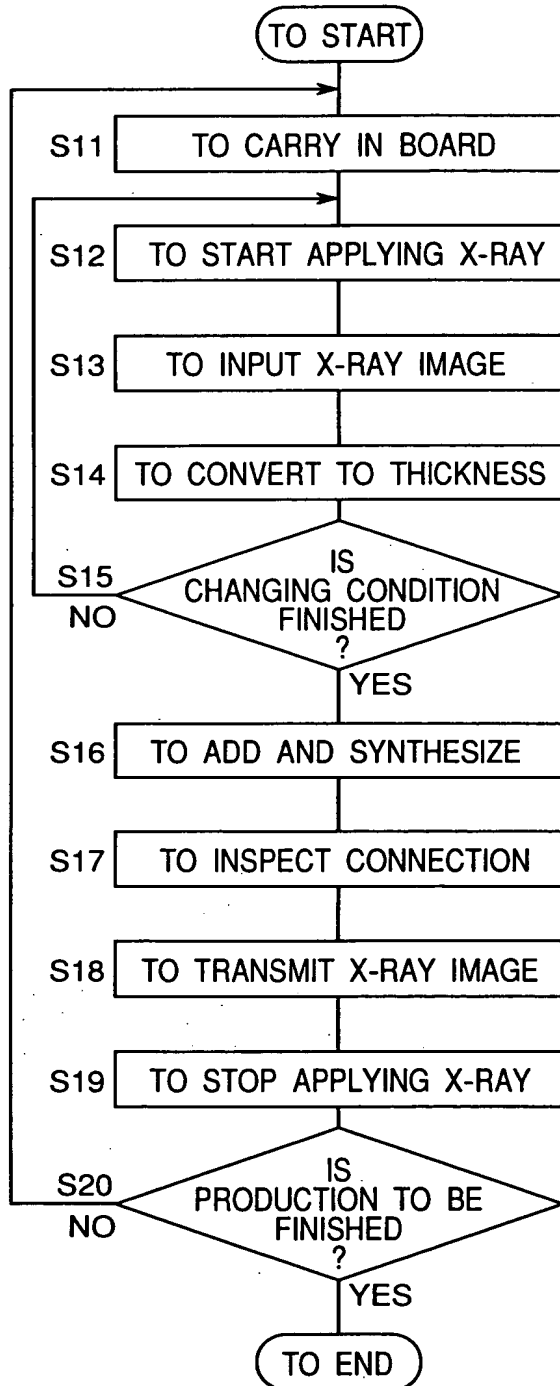 TO START
S11 TO CARRY IN BOARD
S12 TO START APPLYING X-RAY
S13 TO INPUT X-RAY IMAGE
S14 TO CONVERT TO THICKNESS
S15
IS
CHANGING CONDITION
FINISHED
?
NO
YES
S16 TO ADD AND SYNTHESIZE
S17 TO INSPECT CONNECTION
S18 TO TRANSMIT X-RAY IMAGE
S19 TO STOP APPLYING X-RAY
S20
IS
PRODUCTION TO BE
FINISHED
?
NO
YES
TO END